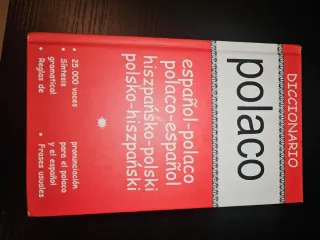 DICCIONARIO
polaco
español-polaco
polaco-español
hiszpańsko-polski
polsko-hiszpański
• 25.000 voces
• Síntesis
gramatical
• Reglas de
pronunciación
para el polaco
y el español
• Frases usuales